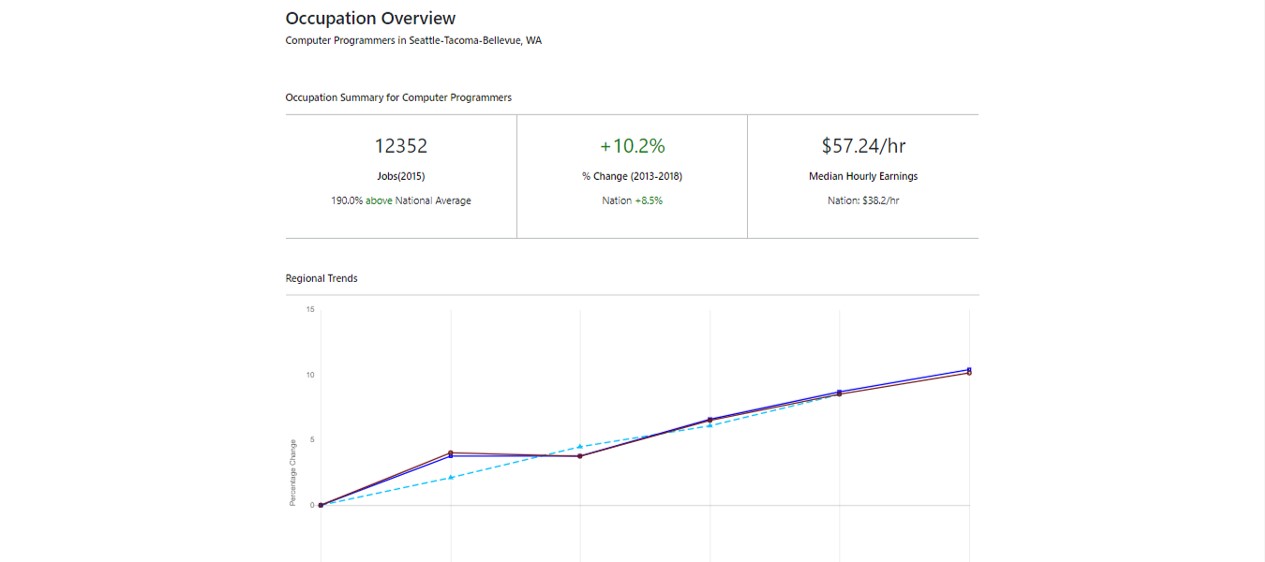 Occupation Overview
Computer Programmers in Seattle-Tacoma-Bellevue, WA
Occupation Summary for Computer Programmers
12352
Jobs(2015)
190.0% above National Average
+10.2%
% Change (2013-2018)
Nation +8.5%
$57.24/hr
Median Hourly Earnings
Nation: $38.2/hr
Regional Trends
15
10
5
0
Percentage Change